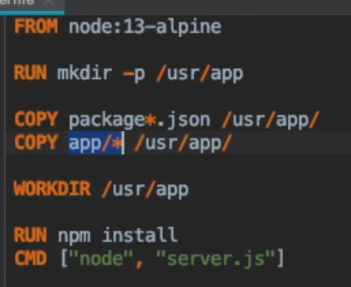 FROM node:13-alpine
RUN mkdir -p /usr/app
COPY package*.json /usr/app/
COPY app/* /usr/app/
WORKDIR /usr/app
RUN npm install
CMD ["node", "server.js"]